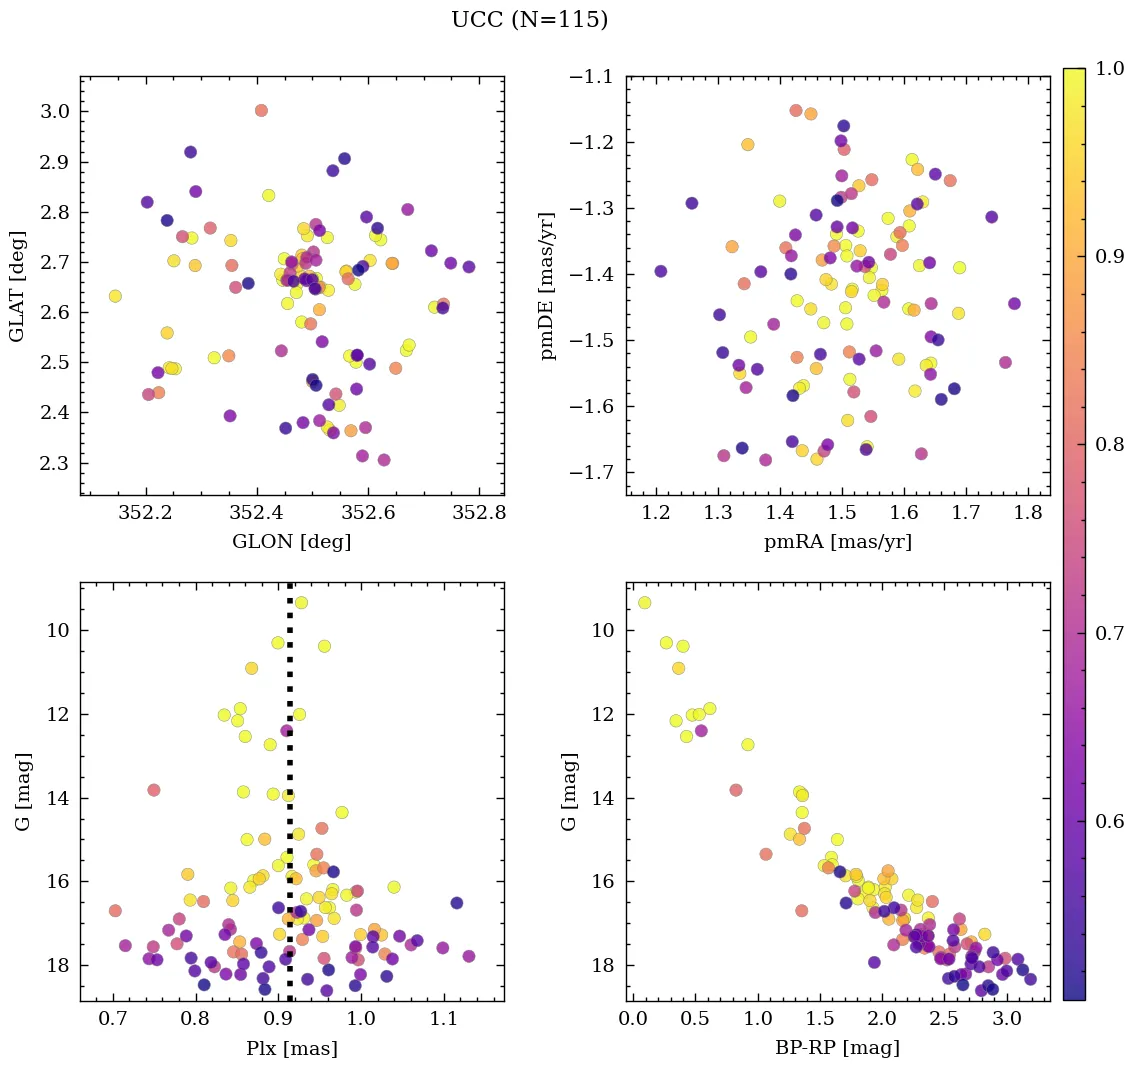 UCC (N=115)
3.0
2.9
2.8
2.7
2.6
2.5
2.4
2.3
GLAT [deg]
352.2 352.4 352.6 352.8
GLON [deg]
−1.1
−1.2
−1.3
−1.4
−1.5
−1.6
−1.7
pmDE [mas/yr]
1.2 1.3 1.4 1.5 1.6 1.7 1.8
pmRA [mas/yr]
10
12
14
16
18
G [mag]
0.7 0.8 0.9 1.0 1.1
Plx [mas]
10
12
14
16
18
G [mag]
0.0 0.5 1.0 1.5 2.0 2.5 3.0
BP-RP [mag]
1.0
0.9
0.8
0.7
0.6